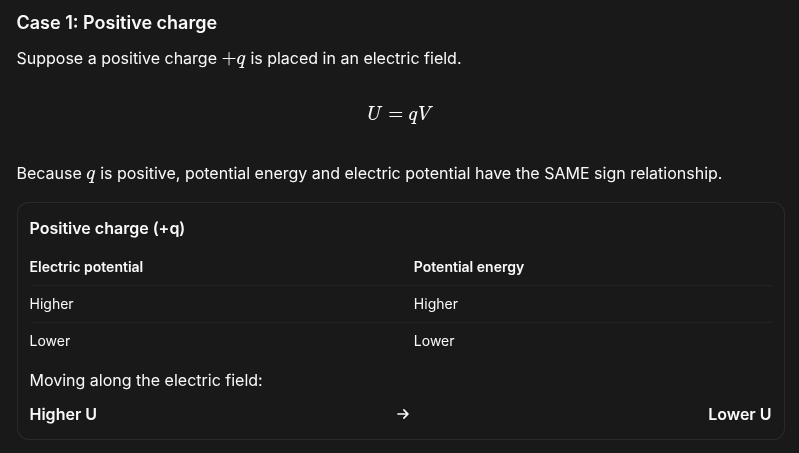 Case 1: Positive charge
Suppose a positive charge +q is placed in an electric field.
U = qV
Because q is positive, potential energy and electric potential have the SAME sign relationship.
Positive charge (+q)
Electric potential Potential energy
Higher Higher
Lower Lower
Moving along the electric field:
Higher U → Lower U